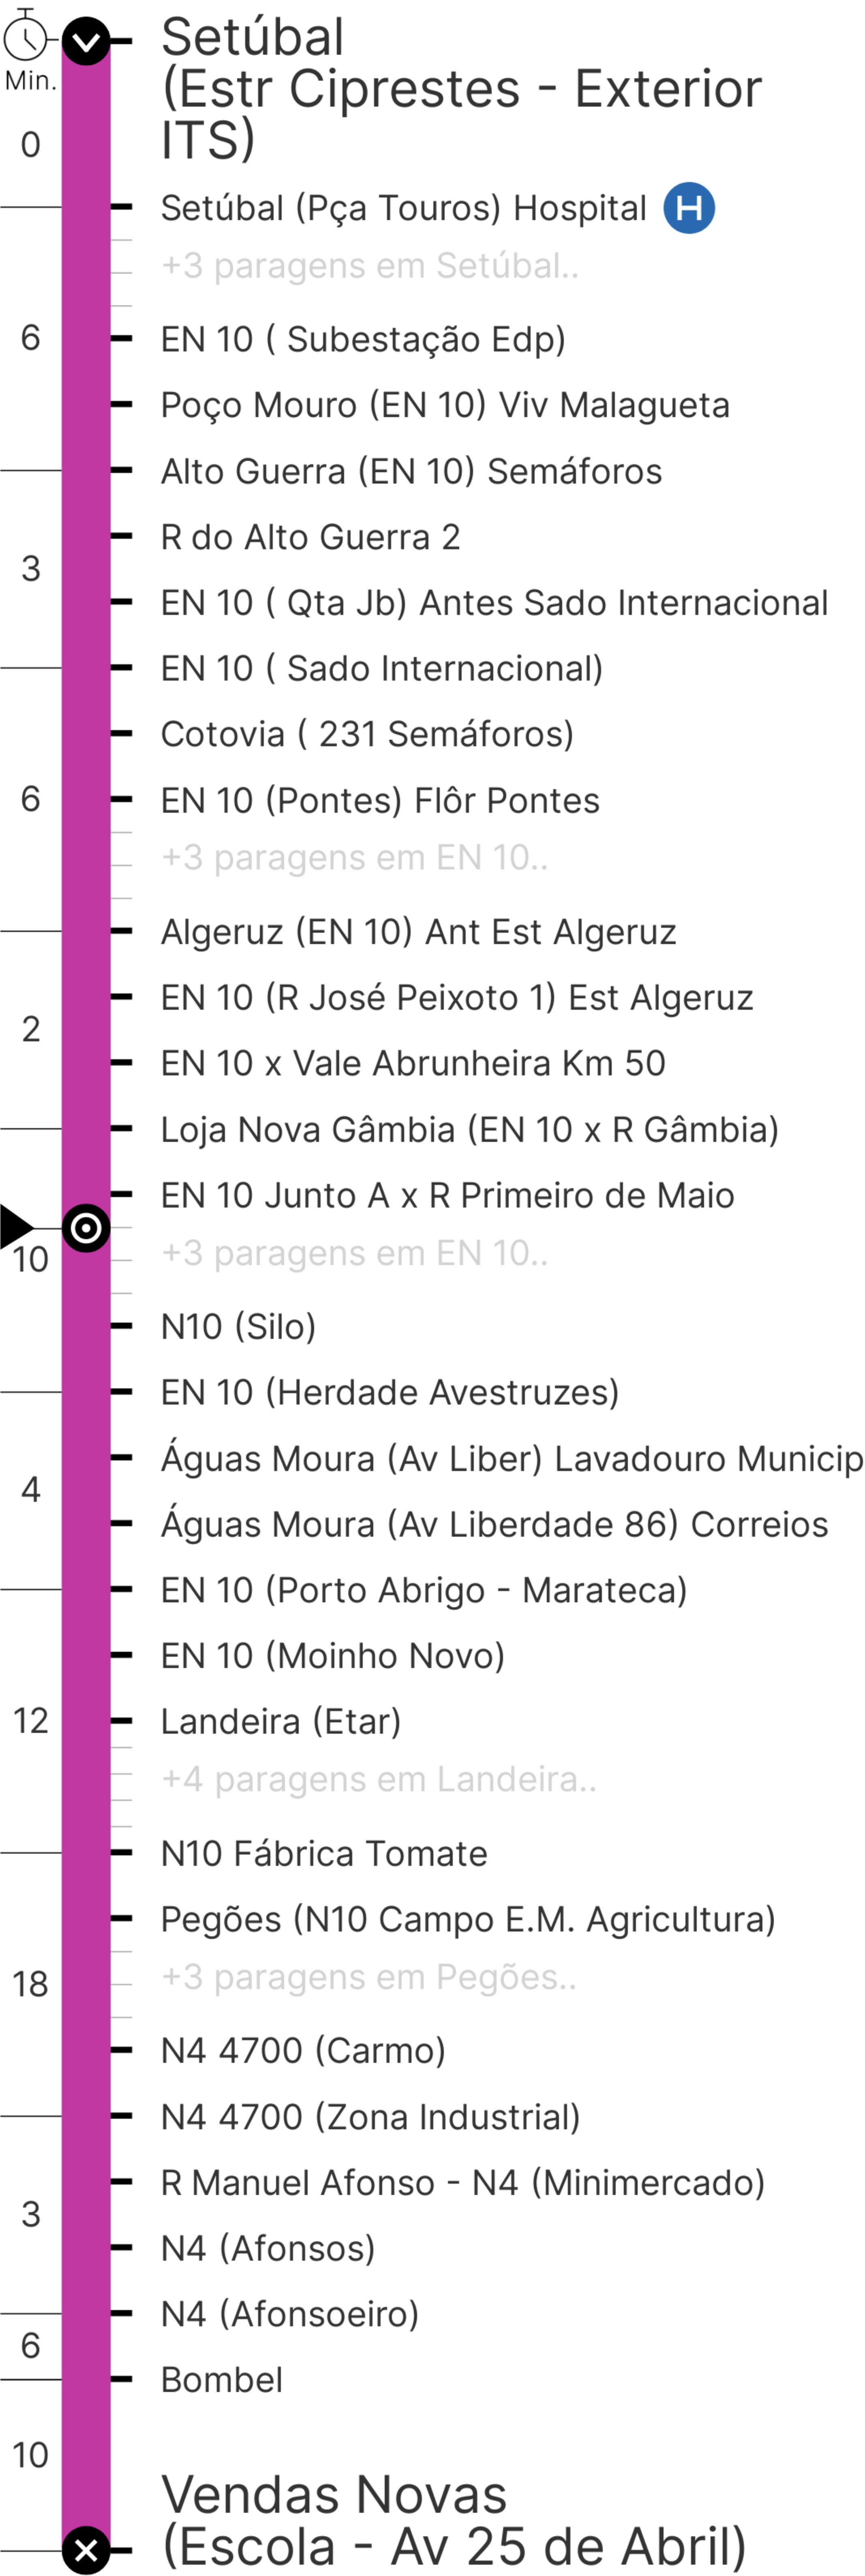 Min.
Setúbal
(Estr Ciprestes - Exterior
ITS)
0
Setúbal (Pça Touros) Hospital H
+3 paragens em Setúbal..
6
EN 10 ( Subestação Edp)
Poço Mouro (EN 10) Viv Malagueta
Alto Guerra (EN 10) Semáforos
R do Alto Guerra 2
3
EN 10 ( Qta Jb) Antes Sado Internacional
EN 10 ( Sado Internacional)
Cotovia ( 231 Semáforos)
6
EN 10 (Pontes) Flôr Pontes
+3 paragens em EN 10..
Algeruz (EN 10) Ant Est Algeruz
EN 10 (R José Peixoto 1) Est Algeruz
2
EN 10 x Vale Abrunheira Km 50
Loja Nova Gâmbia (EN 10 x R Gâmbia)
EN 10 Junto A x R Primeiro de Maio
10
+3 paragens em EN 10..
N10 (Silo)
EN 10 (Herdade Avestruzes)
Águas Moura (Av Liber) Lavadouro Municip
4
Águas Moura (Av Liberdade 86) Correios
EN 10 (Porto Abrigo - Marateca)
EN 10 (Moinho Novo)
12
Landeira (Etar)
+4 paragens em Landeira..
N10 Fábrica Tomate
Pegões (N10 Campo E.M. Agricultura)
18
+3 paragens em Pegões..
N4 4700 (Carmo)
N4 4700 (Zona Industrial)
R Manuel Afonso - N4 (Minimercado)
3
N4 (Afonsos)
N4 (Afonsoeiro)
6
Bombel
10
Vendas Novas
(Escola - Av 25 de Abril)